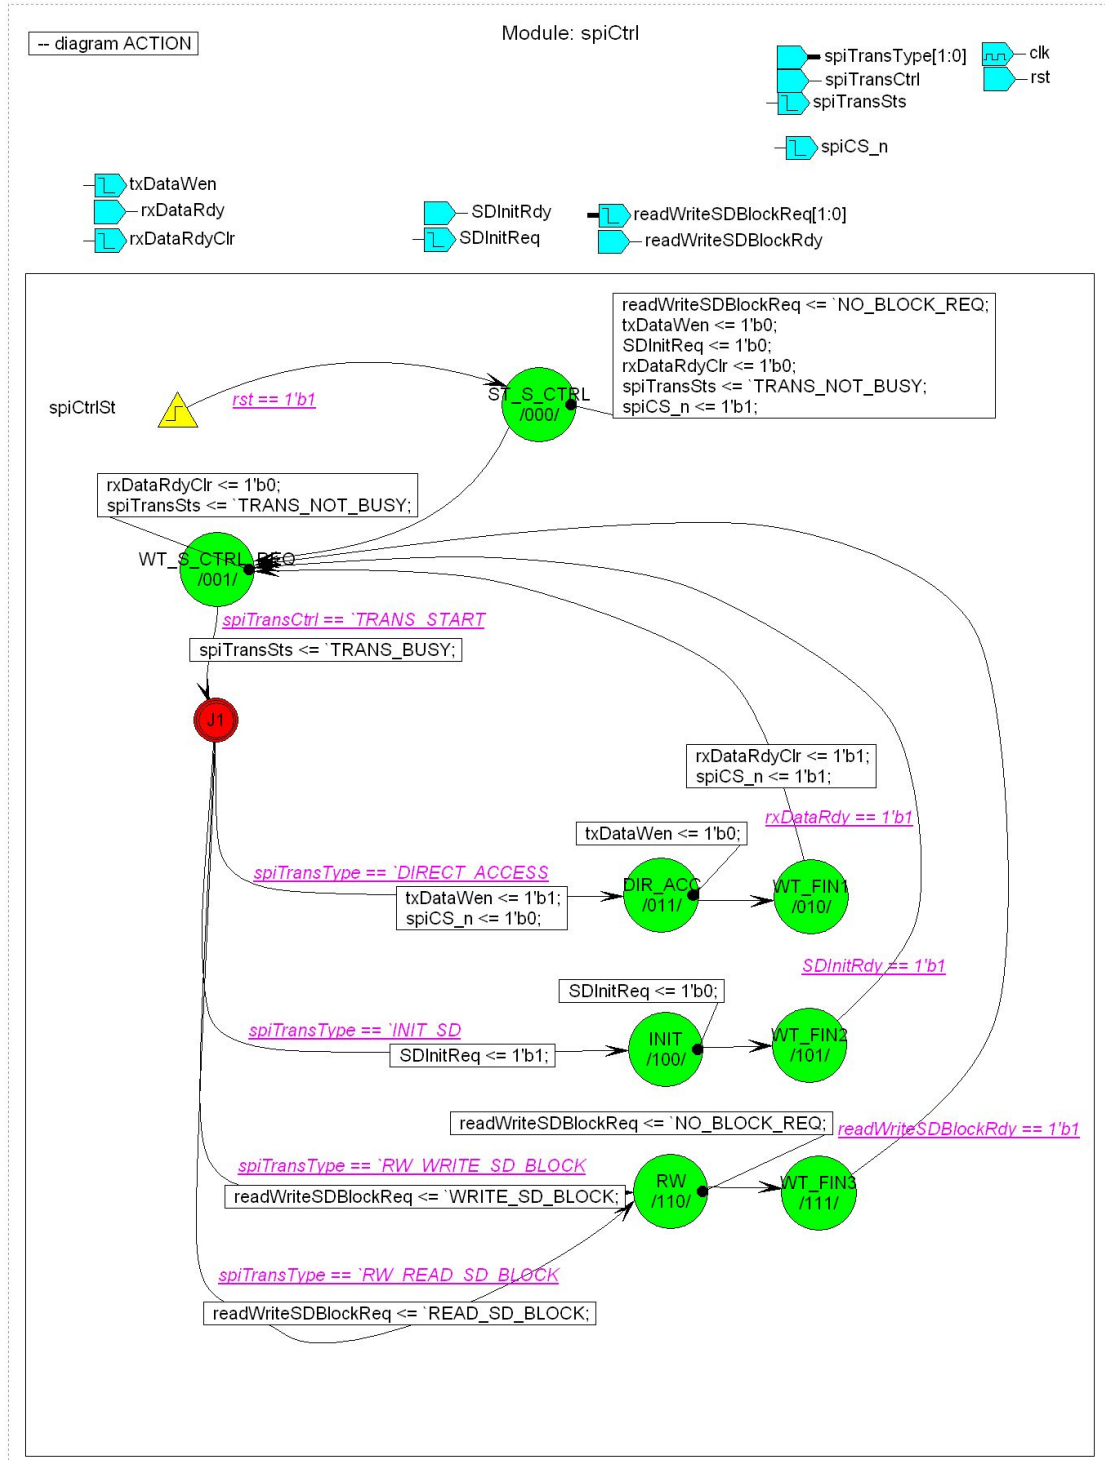 Module: spiCtrl
-- diagram ACTION
spiTransType[1:0]
clk
spiTransCtrl
rst
spiTransSts
spiCS_n
txDataWen
rxDataRdy
rxDataRdyClr
SDInitRdy
SDInitReq
readWriteSDBlockReq[1:0]
readWriteSDBlockRdy
readWriteSDBlockReq <= `NO_BLOCK_REQ;
txDataWen <= 1'b0;
SDInitReq <= 1'b0;
rxDataRdyClr <= 1'b0;
spiTransSts <= `TRANS_NOT_BUSY;
spiCS_n <= 1'b1;
spiCtrlSt
rst == 1'b1
ST_S_CTRL
/000/
rxDataRdyClr <= 1'b0;
spiTransSts <= `TRANS_NOT_BUSY;
WT_S_CTRL_REQ
/001/
spiTransCtrl == `TRANS_START
spiTransSts <= `TRANS_BUSY;
J1
rxDataRdyClr <= 1'b1;
spiCS_n <= 1'b1;
rxDataRdy == 1'b1
txDataWen <= 1'b0;
spiTransType == `DIRECT_ACCESS
txDataWen <= 1'b1;
spiCS_n <= 1'b0;
DIR_ACC
/011/
WT_FIN1
/010/
SDInitRdy == 1'b1
SDInitReq <= 1'b0;
spiTransType == `INIT_SD
SDInitReq <= 1'b1;
INIT
/100/
WT_FIN2
/101/
readWriteSDBlockReq <= `NO_BLOCK_REQ;
readWriteSDBlockRdy == 1'b1
spiTransType == `RW_WRITE_SD_BLOCK
readWriteSDBlockReq <= `WRITE_SD_BLOCK;
RW
/110/
WT_FIN3
/111/
spiTransType == `RW_READ_SD_BLOCK
readWriteSDBlockReq <= `READ_SD_BLOCK;